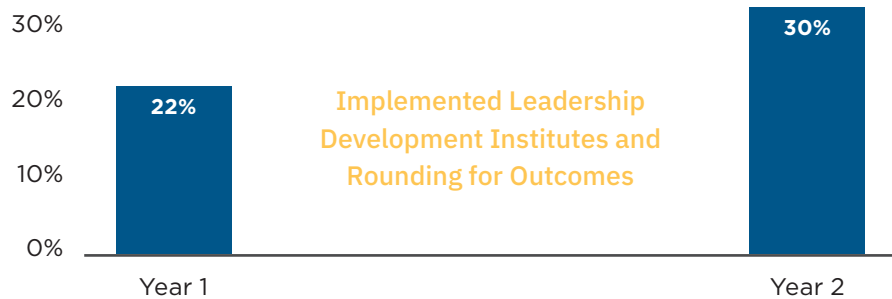 30%
30%
22%
20%
Implemented Leadership
Development Institutes and
Rounding for Outcomes
10%
0%
Year 1
Year 2